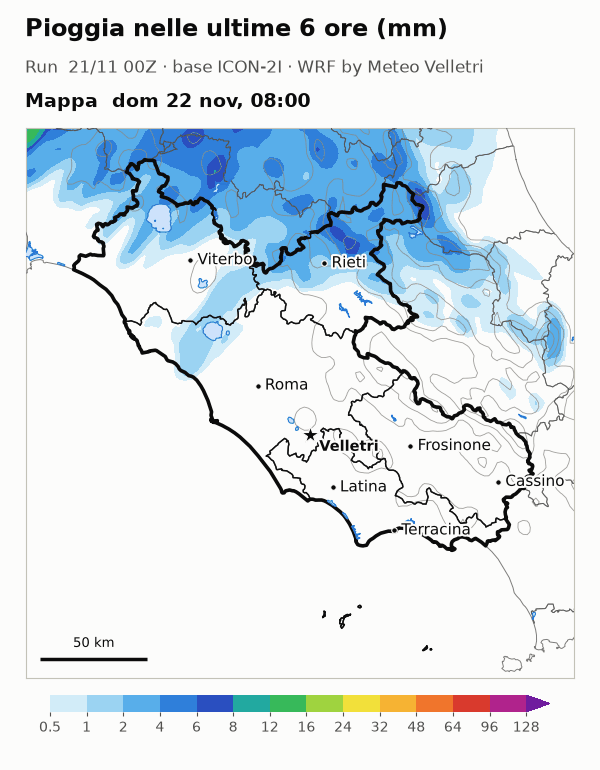 Pioggia nelle ultime 6 ore (mm)
Run  21/11 00Z · base ICON-2I · WRF by Meteo Velletri
Mappa  dom 22 nov, 08:00
Viterbo
Rieti
Roma
Velletri
Frosinone
Latina
Cassino
Terracina
50 km
0.5 1 2 4 6 8 12 16 24 32 48 64 96 128